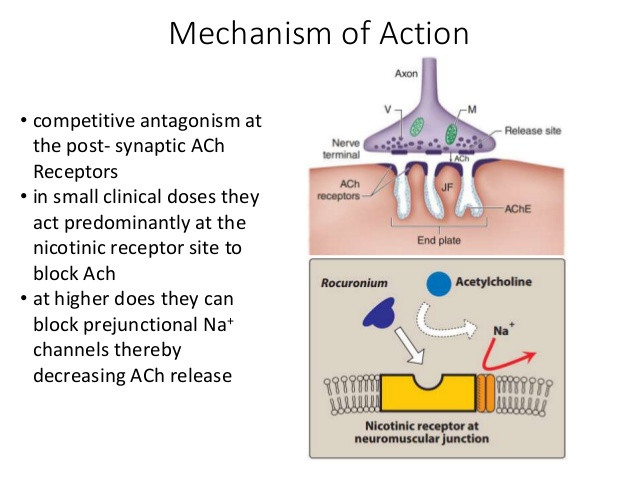 Mechanism of Action
• competitive antagonism at
the post- synaptic ACh
Receptors
• in small clinical doses they
act predominantly at the
nicotinic receptor site to
block Ach
• at higher does they can
block prejunctional Na⁺
channels thereby
decreasing ACh release
Axon
V
M
Release site
Nerve
terminal
ACh
ACh
receptors
JF
AChE
End plate
Rocuronium
Acetylcholine
Na⁺
Nicotinic receptor at
neuromuscular junction